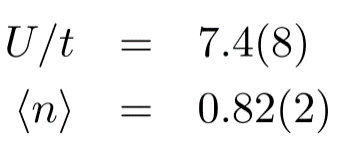 U/t = 7.4(8)
⟨n⟩ = 0.82(2)